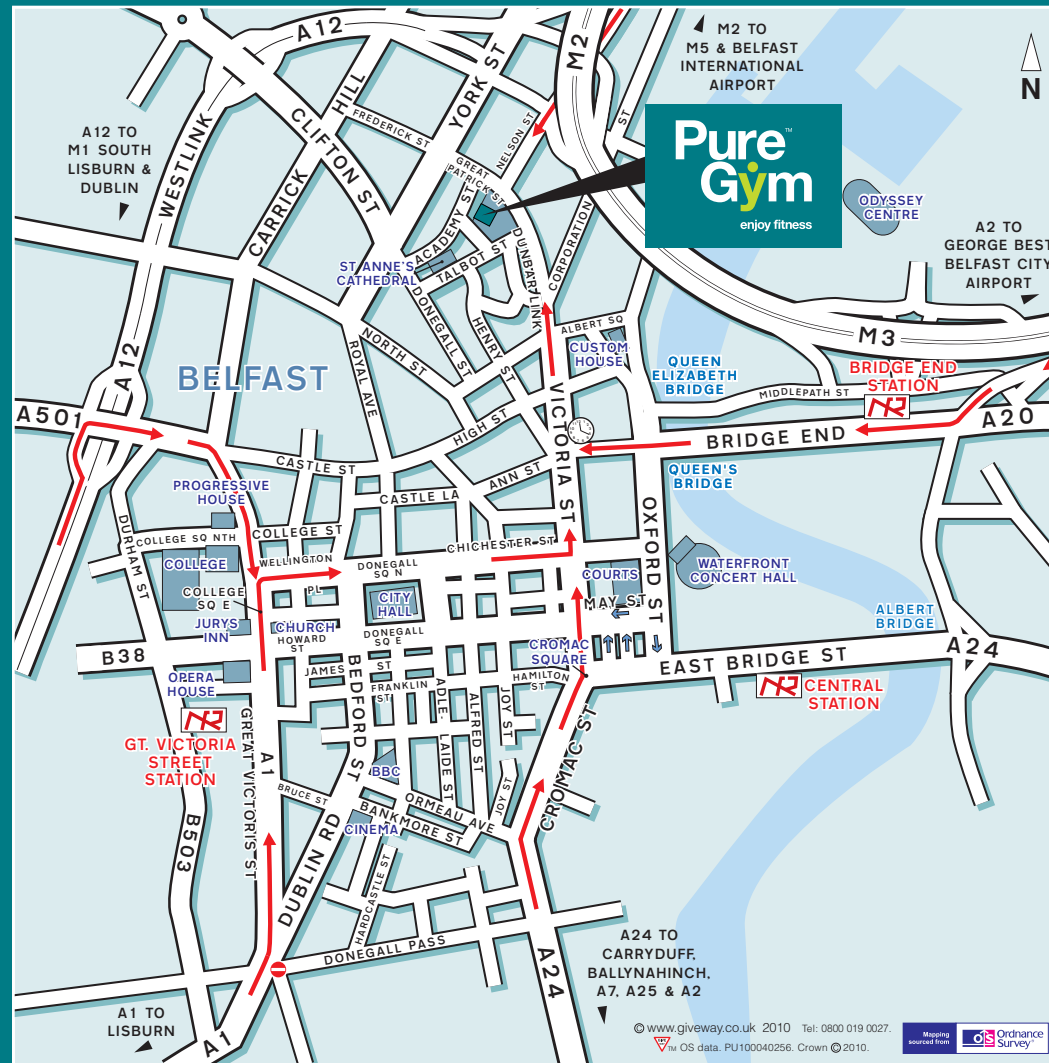 A12
M2
M2 TO
M5 & BELFAST
INTERNATIONAL
AIRPORT
N
A12 TO
M1 SOUTH
LISBURN &
DUBLIN
WESTLINK
CARRICK HILL
CLIFTON ST
YORK ST
FREDERICK ST
GREAT
PATRICK ST
NELSON ST
ST
Pure
Gym
TM
enjoy fitness
ODYSSEY
CENTRE
A2 TO
GEORGE BEST
BELFAST CITY
AIRPORT
ACADEMY ST
ST ANNE'S
CATHEDRAL
TALBOT ST
DUNBAR LINK
CORPORATION
DONEGALL ST
HENRY ST
ALBERT SQ
CUSTOM
HOUSE
M3
NORTH ST
ROYAL AVE
BELFAST
A12
A501
QUEEN
ELIZABETH
BRIDGE
BRIDGE END
STATION
MIDDLEPATH ST
A20
BRIDGE END
QUEEN'S
BRIDGE
VICTORIA ST
HIGH ST
CASTLE ST
ANN ST
CASTLE LA
PROGRESSIVE
HOUSE
COLLEGE ST
COLLEGE SQ NTH
COLLEGE
DURHAM ST
WELLINGTON
PL
DONEGALL
SQ N
CHICHESTER ST
OXFORD ST
COURTS
WATERFRONT
CONCERT HALL
COLLEGE
SQ E
CITY
HALL
MAY ST
JURYS
INN
CHURCH
HOWARD
ST
DONEGALL
SQ E
ALBERT
BRIDGE
B38
A24
CROMAC
SQUARE
EAST BRIDGE ST
CENTRAL
STATION
OPERA
HOUSE
JAMES ST
FRANKLIN
ST
HAMILTON
ST
BEDFORD ST
ADLE.
LAIDE ST
ALFRED ST
JOY ST
GT. VICTORIA
STREET
STATION
GREAT VICTORIS ST
A1
BBC
CROMAC ST
JOY ST
BRUCE ST
ORMEAU AVE
BANKMORE ST
CINEMA
B503
DUBLIN RD
HARDCASTLE ST
DONEGALL PASS
A24
A24 TO
CARRYDUFF,
BALLYNAHINCH,
A7, A25 & A2
A1 TO
LISBURN
A1
© www.giveway.co.uk 2010 Tel: 0800 019 0027.
TM OS data. PU100040256. Crown © 2010.
Mapping
sourced from
OS
Ordnance
Survey®